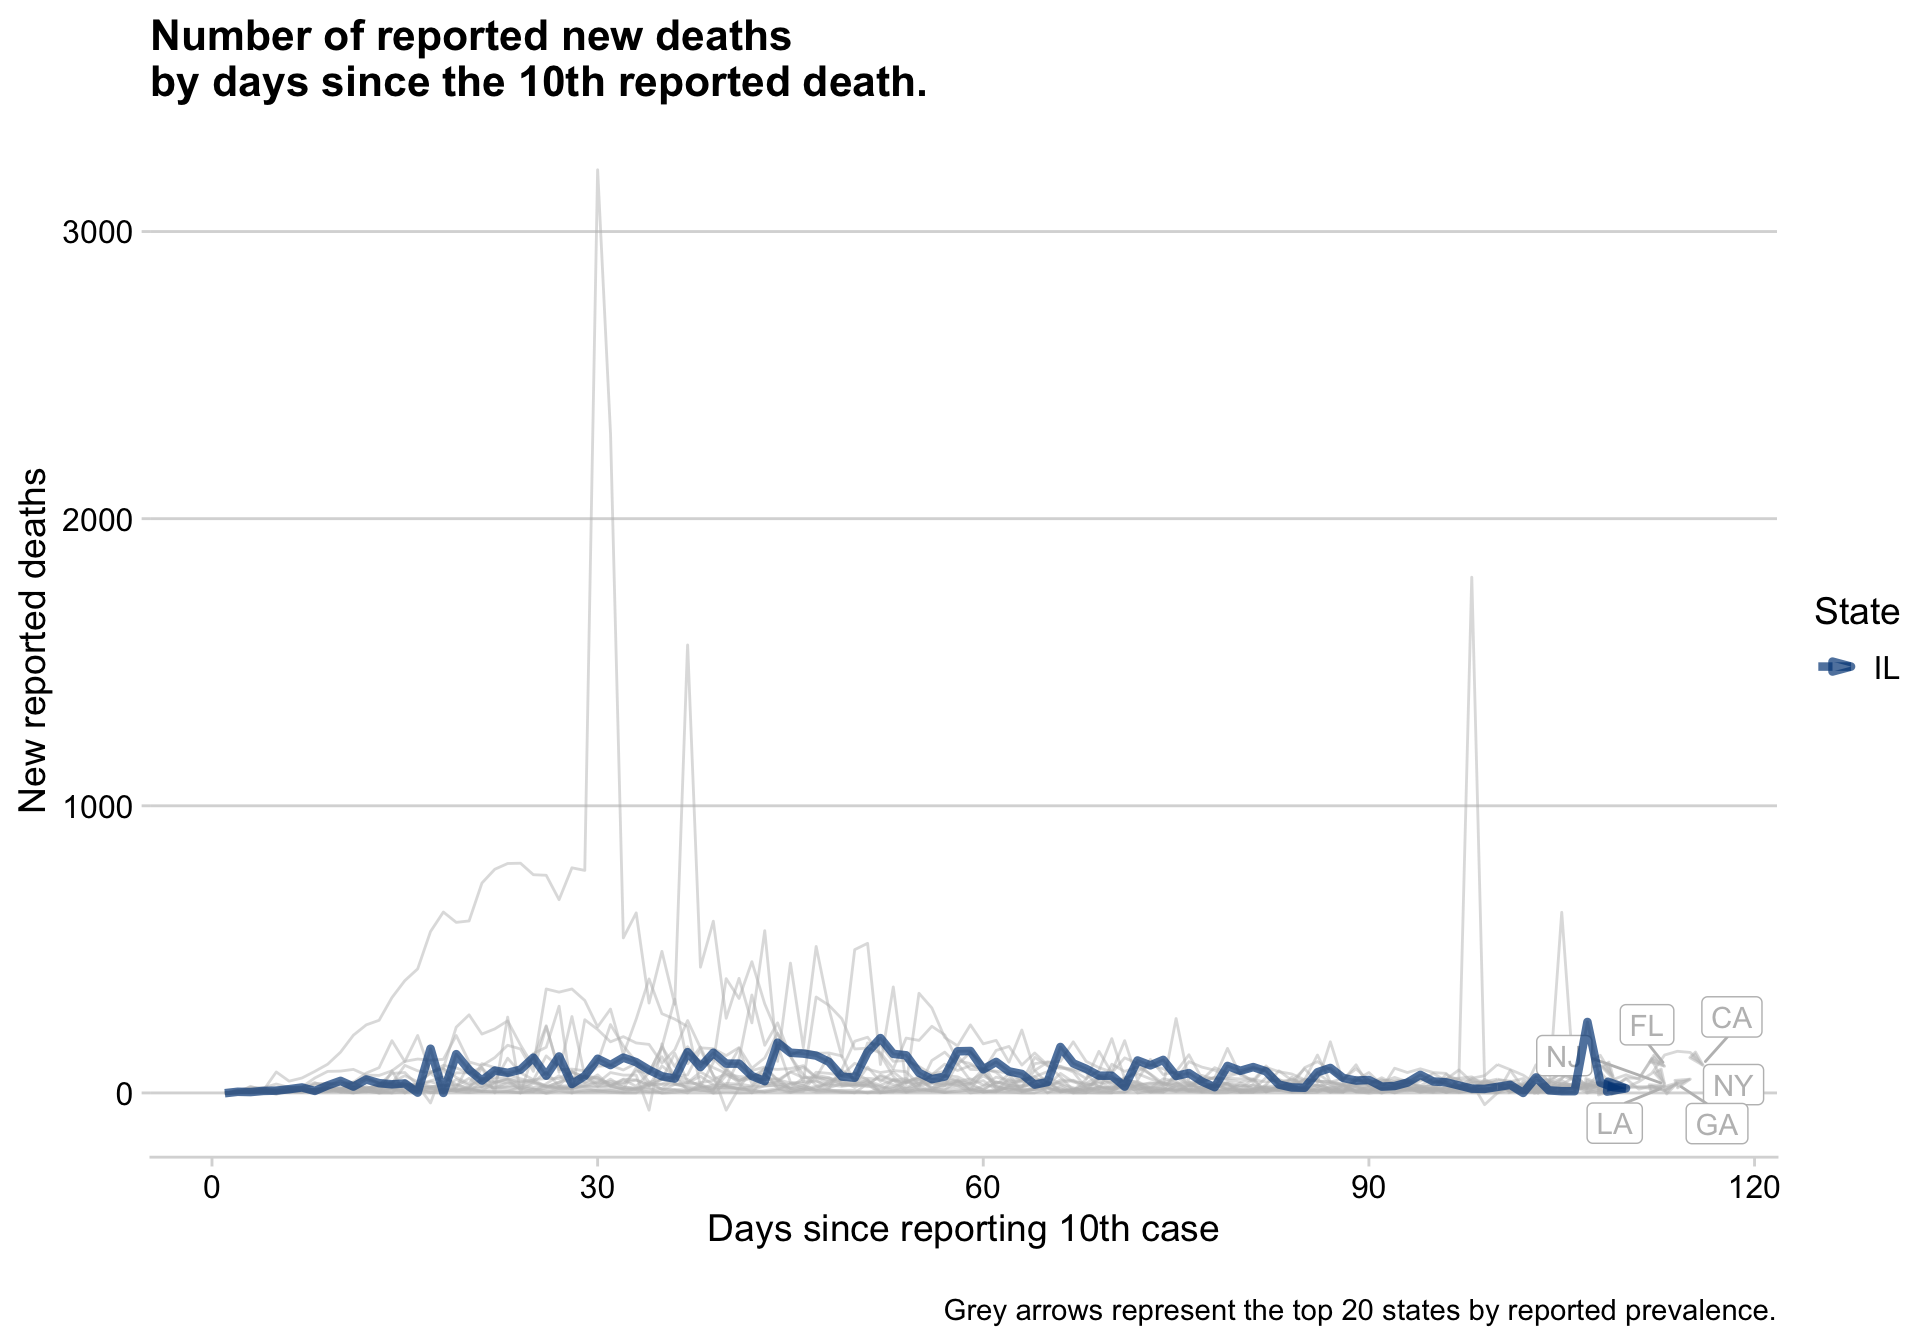 Number of reported new deaths
by days since the 10th reported death.
New reported deaths
3000
2000
1000
0
0
30
60
90
120
Days since reporting 10th case
FL
CA
NJ
NY
LA
GA
State
IL
Grey arrows represent the top 20 states by reported prevalence.